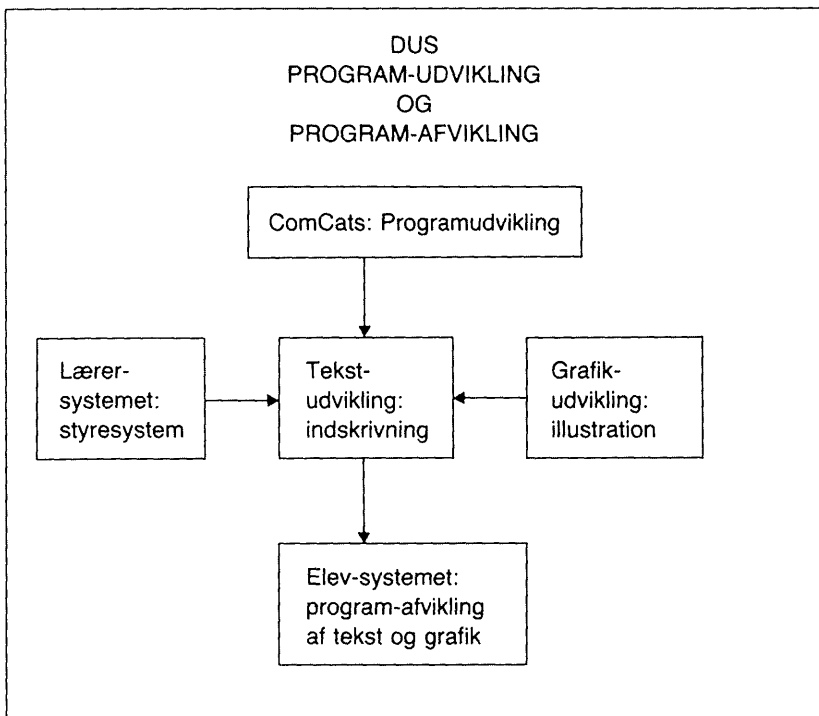 DUS
PROGRAM-UDVIKLING
OG
PROGRAM-AFVIKLING
ComCats: Programudvikling
Lærer-
systemet:
styresystem
Tekst-
udvikling:
indskrivning
Grafik-
udvikling:
illustration
Elev-systemet:
program-afvikling
af tekst og grafik